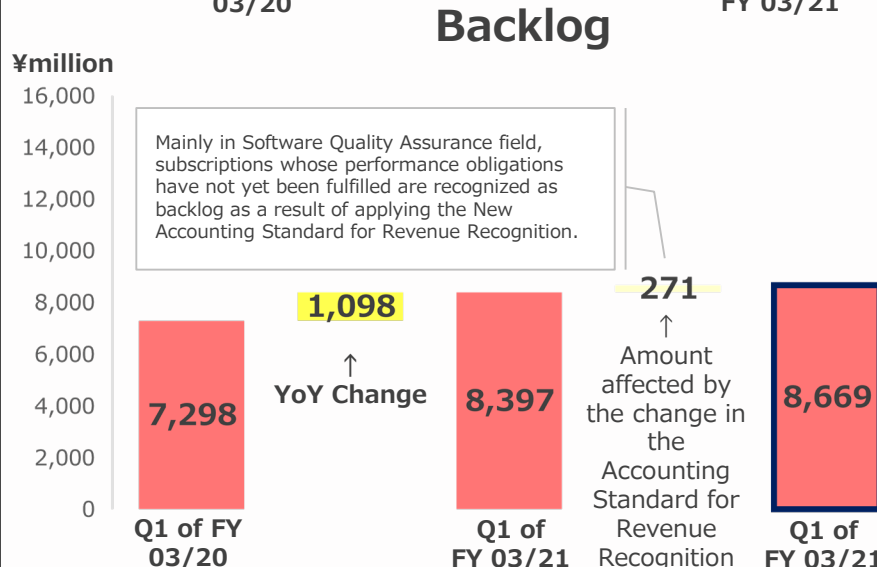 03/20
FY 03/21
Backlog
¥million
16,000
14,000
12,000
10,000
8,000
6,000
4,000
2,000
0
Mainly in Software Quality Assurance field,
subscriptions whose performance obligations
have not yet been fulfilled are recognized as
backlog as a result of applying the New
Accounting Standard for Revenue Recognition.
7,298
1,098
↑
YoY Change
8,397
271
↑
Amount
affected by
the change in
the
Accounting
Standard for
Revenue
Recognition
8,669
Q1 of FY
03/20
Q1 of
FY 03/21
Q1 of
FY 03/21